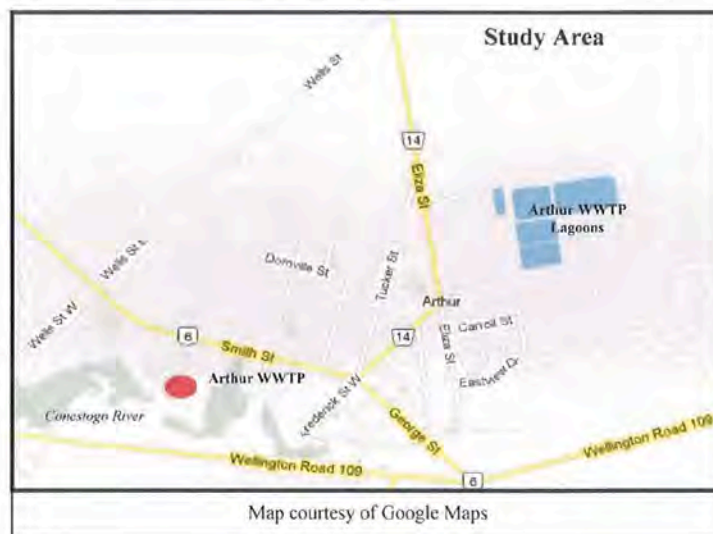 Study Area
Wells St
14
Eliza St
Arthur WWTP
Lagoons
Wells St
Dornville St
Tucker St
Arthur
Wells St W
6
Smith St
14
Eliza St
Carroll St
Eastview Dr
Arthur WWTP
Frederick St W
George St
Conestogo River
Wellington Road 109
Wellington Road 109
6
Map courtesy of Google Maps